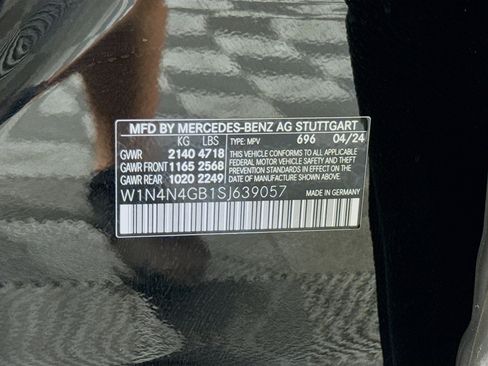 MFD BY MERCEDES-BENZ AG STUTTGART
KG LBS TYPE: MPV 696 04/24
GWR 2140 4718 THIS VEHICLE CONFORMS TO ALL APPLICABLE
GAWR FRONT 1165 2568 FEDERAL MOTOR VEHICLE SAFETY AND THEFT
GAWR REAR 1020 2249 PREVENTION STANDARDS IN EFFECT ON THE
DATE OF MANUFACTURE SHOWN ABOVE.
W1N4N4GB1SJ639057 MADE IN GERMANY